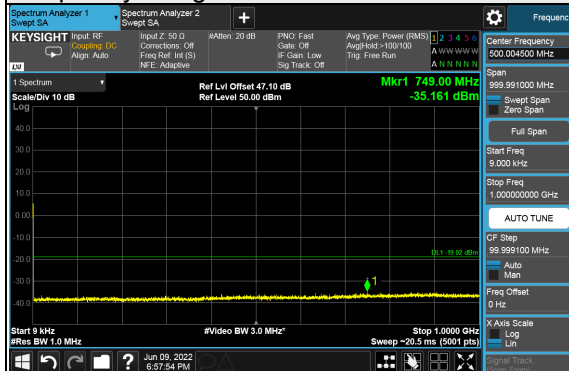 Spectrum Analyzer 1
Swept SA
Spectrum Analyzer 2
Swept SA
+
Frequenc
KEYSIGHT
Input: RF
Coupling: DC
Align: Auto
Input Z: 50 Ω
Corrections: Off
Freq Ref: Int (S)
NFE: Adaptive
#Atten: 20 dB
PNO: Fast
Gate: Off
IF Gain: Low
Sig Track: Off
Avg Type: Power (RMS)
Avg|Hold:>100/100
Trig: Free Run
1 2 3 4 5 6
A W W W W W
A N N N N N
LXI
1 Spectrum
Scale/Div 10 dB
Log
Ref Lvl Offset 47.10 dB
Ref Level 50.00 dBm
Mkr1 749.00 MHz
-35.161 dBm
40.0
30.0
20.0
10.0
0.00
-10.0
-20.0
-30.0
-40.0
DL1 -19.02 dBm
1
Start 9 kHz
#Res BW 1.0 MHz
#Video BW 3.0 MHz*
Stop 1.0000 GHz
Sweep ~20.5 ms (5001 pts)
Center Frequency
500.004500 MHz
Span
999.991000 MHz
Swept Span
Zero Span
Full Span
Start Freq
9.000 kHz
Stop Freq
1.000000000 GHz
AUTO TUNE
CF Step
99.999100 MHz
Auto
Man
Freq Offset
0 Hz
X Axis Scale
Log
Lin
Signal Track
(Span Zoom)
?
Jun 09, 2022
6:57:54 PM